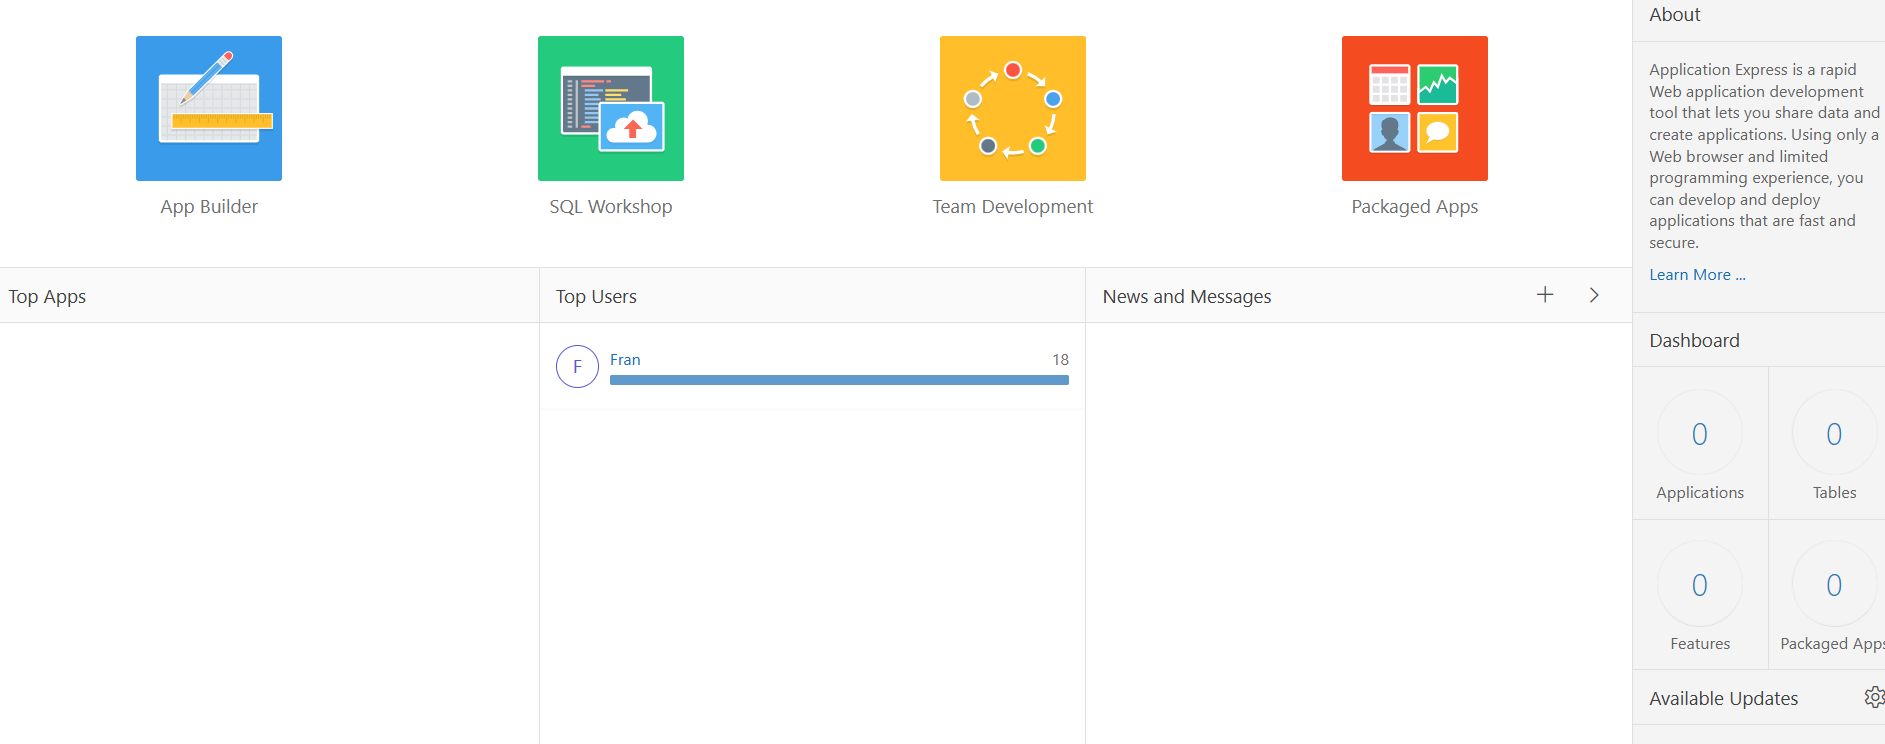 App Builder
SQL Workshop
Team Development
Packaged Apps
Top Apps
Top Users
F
Fran
18
News and Messages
About
Application Express is a rapid
Web application development
tool that lets you share data and
create applications. Using only a
Web browser and limited
programming experience, you
can develop and deploy
applications that are fast and
secure.
Learn More ...
Dashboard
0
Applications
0
Tables
0
Features
0
Packaged Apps
Available Updates